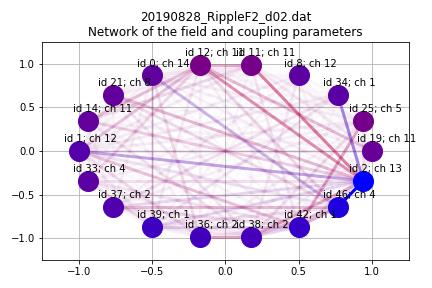 20190828_RippleF2_d02.dat
Network of the field and coupling parameters
id 12; ch 11
id 11; ch 11
id 0; ch 14
id 8; ch 12
id 21; ch 8
id 34; ch 1
id 14; ch 11
id 25; ch 5
id 1; ch 12
id 19; ch 11
id 33; ch 4
id 2; ch 13
id 37; ch 2
id 46; ch 4
id 39; ch 1
id 36; ch 2
id 38; ch 2
id 42; ch
1.0
0.5
0.0
−0.5
−1.0
−1.0
−0.5
0.0
0.5
1.0